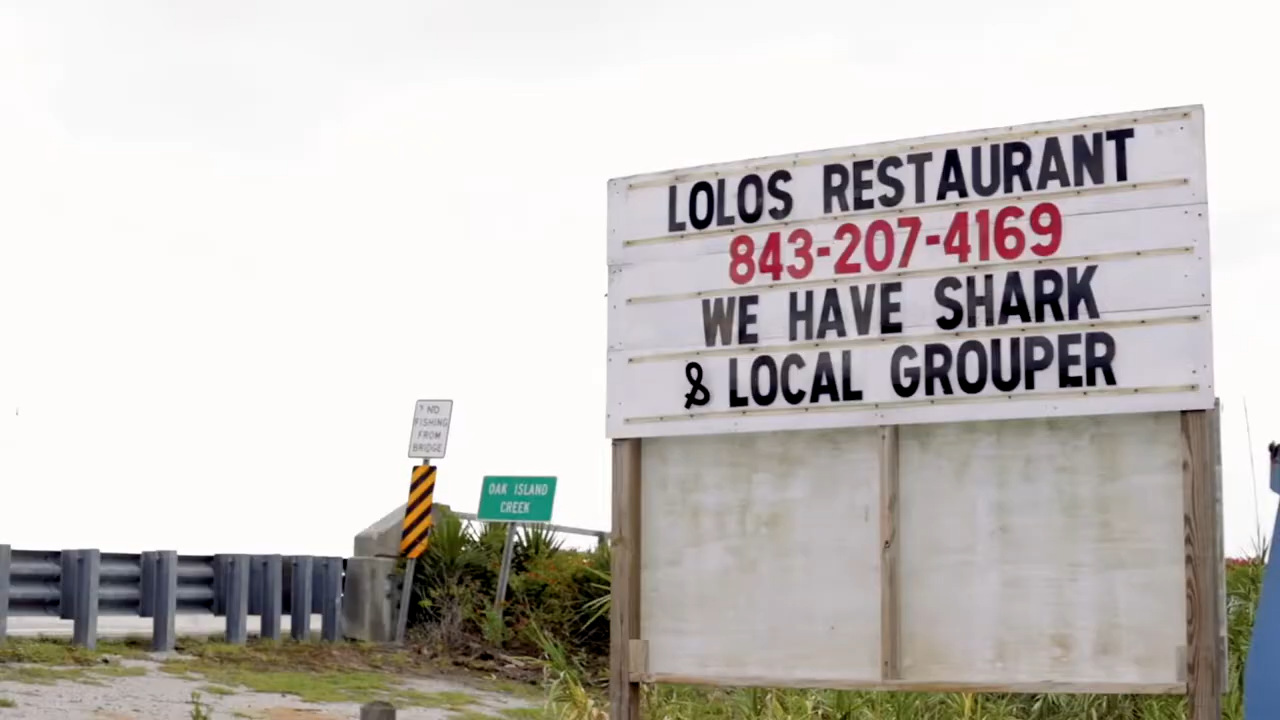 LOLOS RESTAURANT
843-207-4169
WE HAVE SHARK
& LOCAL GROUPER
NO
FISHING
FROM
BRIDGE
OAK ISLAND
CREEK